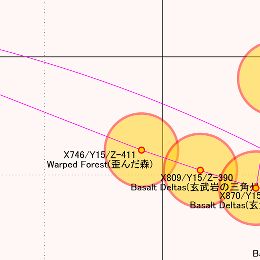 X746/Y15/Z-411
Warped Forest(歪んだ森)
X809/Y15/Z-390
Basalt Deltas(玄武岩の三角
X870/Y15/
Basalt Deltas(玄
Ba